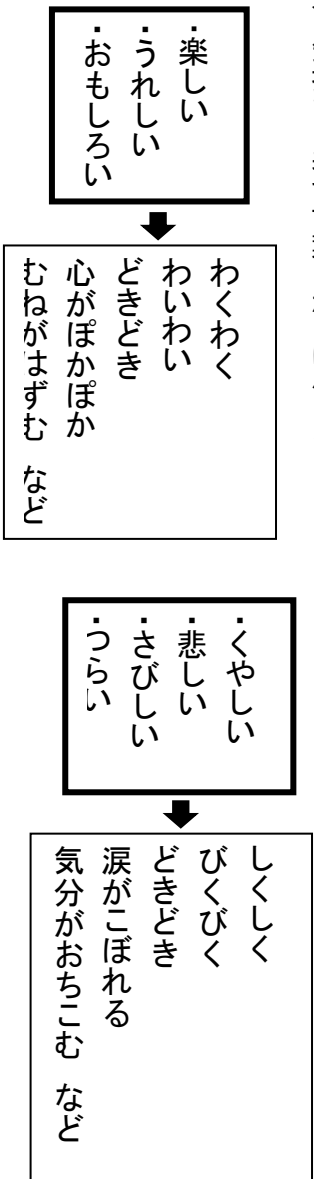 ・楽しい
・うれしい
・おもしろい
わくわく
わいわい
どきどき
心がぽかぽか
むねがはずむ など
・くやしい
・悲しい
・さびしい
・つらい
しくしく
びくびく
どきどき
涙がこぼれる
気分がおちこむ など